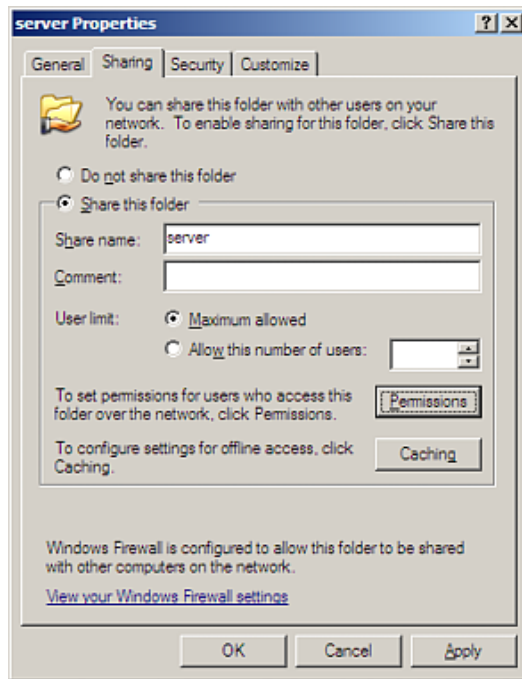 server Properties
General Sharing Security Customize
You can share this folder with other users on your
network. To enable sharing for this folder, click Share this
folder.
Do not share this folder
Share this folder
Share name: server
Comment:
User limit: Maximum allowed
Allow this number of users:
To set permissions for users who access this
folder over the network, click Permissions.
Permissions
To configure settings for offline access, click
Caching.
Caching
Windows Firewall is configured to allow this folder to be shared
with other computers on the network.
View your Windows Firewall settings
OK Cancel Apply